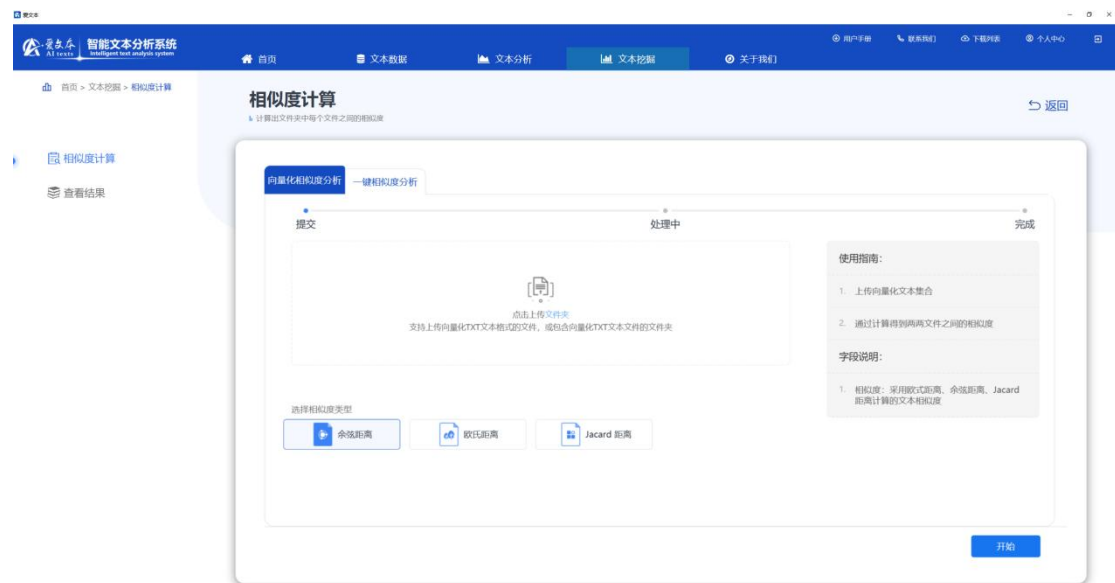 爱文本
爱文本
AI texts
智能文本分析系统
Intelligent text analysis system
首页
文本数据
文本分析
文本挖掘
关于我们
用户手册
联系我们
下载列表
个人中心
首页 > 文本挖掘 > 相似度计算
相似度计算
查看结果
相似度计算
计算出文件夹中每个文件之间的相似度
返回
向量化相似度分析
一键相似度分析
提交
处理中
完成
点击上传文件夹
支持上传向量化TXT文本格式的文件、或包含向量化TXT文本文件的文件夹
选择相似度类型
余弦距离
欧氏距离
Jacard 距离
使用指南：
1. 上传向量化文本集合
2. 通过计算得到两两文件之间的相似度
字段说明：
1. 相似度：采用欧式距离、余弦距离、Jacard
距离计算的文本相似度
开始